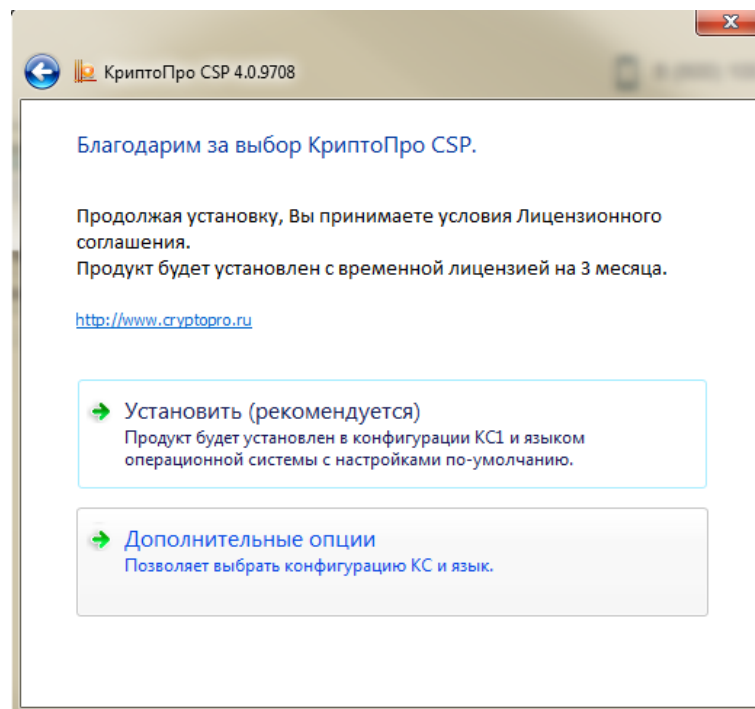 КриптоПро CSP 4.0.9708
Благодарим за выбор КриптоПро CSP.
Продолжая установку, Вы принимаете условия Лицензионного
соглашения.
Продукт будет установлен с временной лицензией на 3 месяца.
http://www.cryptopro.ru
Установить (рекомендуется)
Продукт будет установлен в конфигурации КС1 и языком
операционной системы с настройками по-умолчанию.
Дополнительные опции
Позволяет выбрать конфигурацию КС и язык.